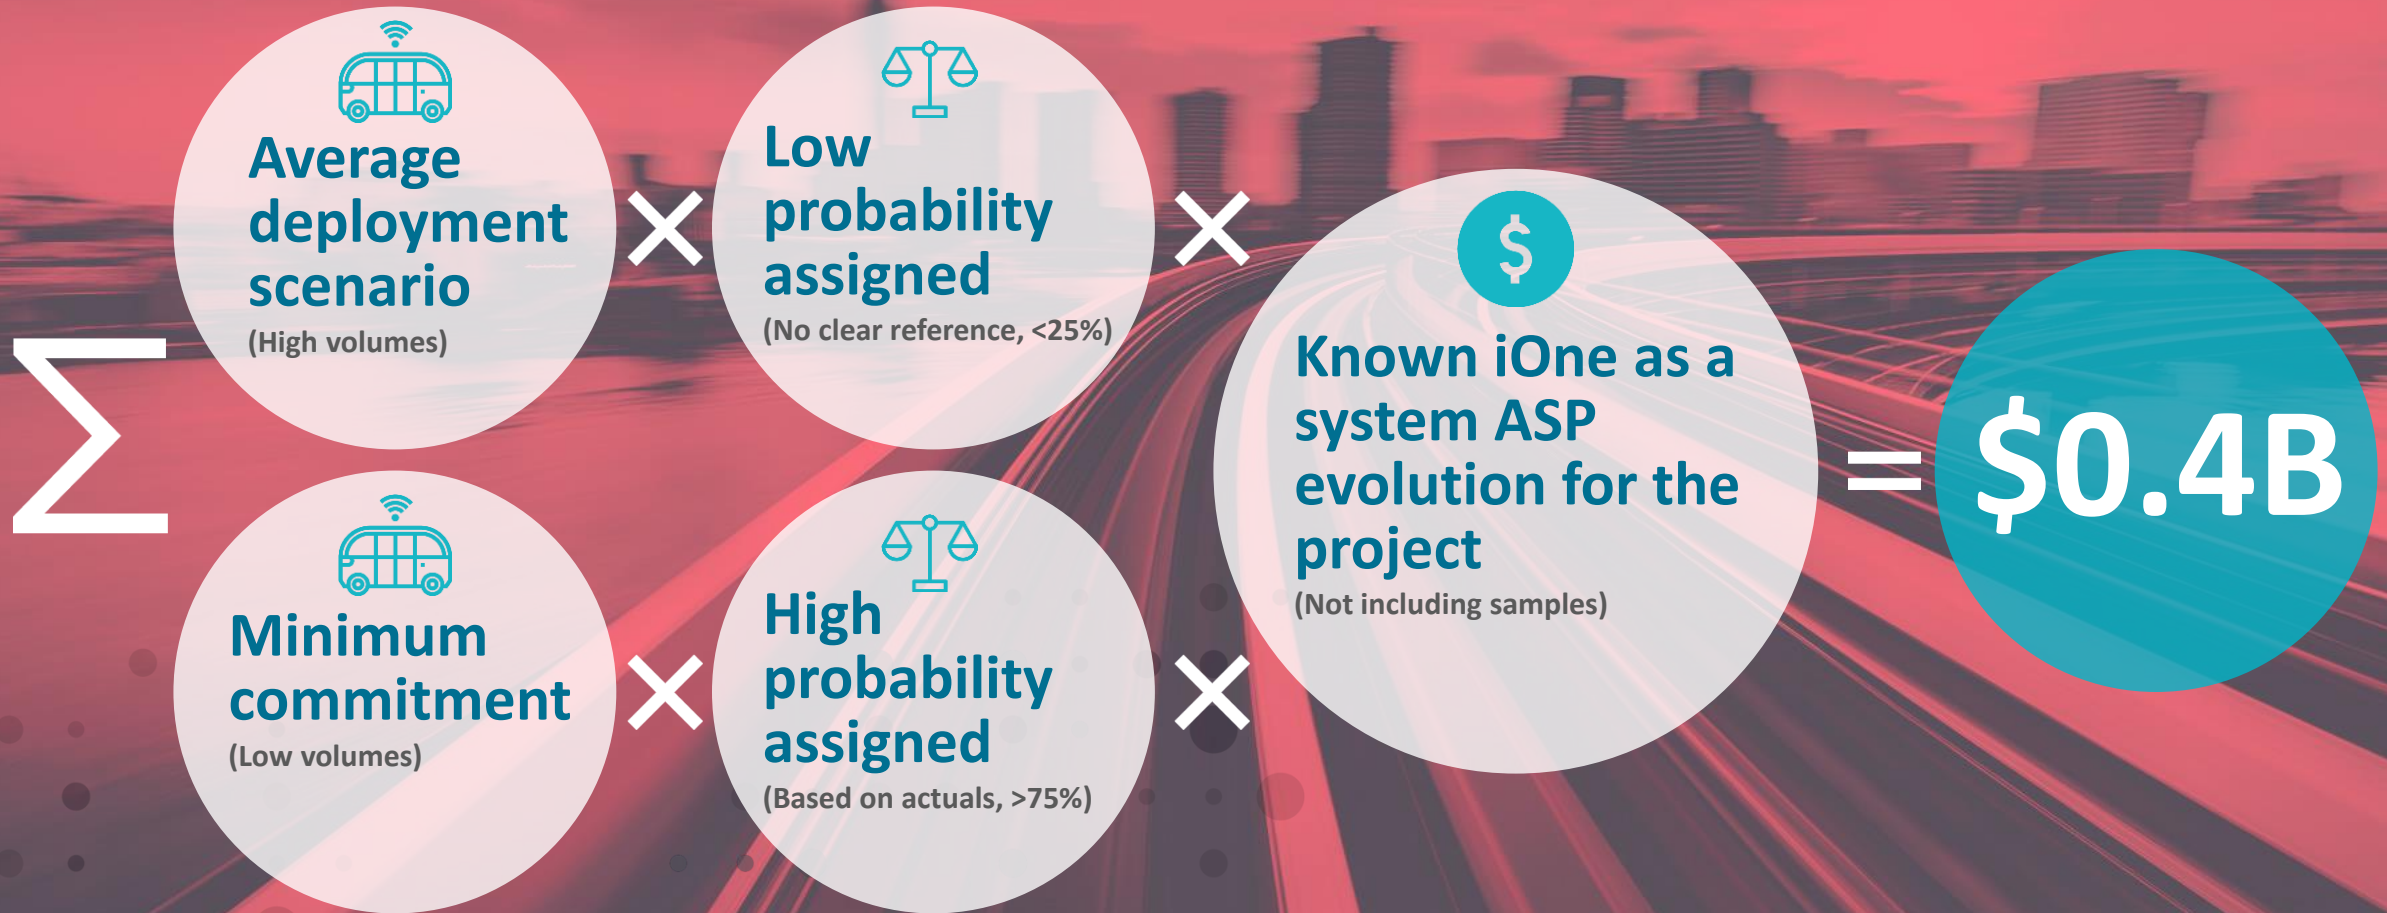 Average
deployment
scenario
(High volumes)
×
Low
probability
assigned
(No clear reference, <25%)
×
∑
Minimum
commitment
(Low volumes)
×
High
probability
assigned
(Based on actuals, >75%)
×
$
Known iOne as a
system ASP
evolution for the
project
(Not including samples)
=
$0.4B